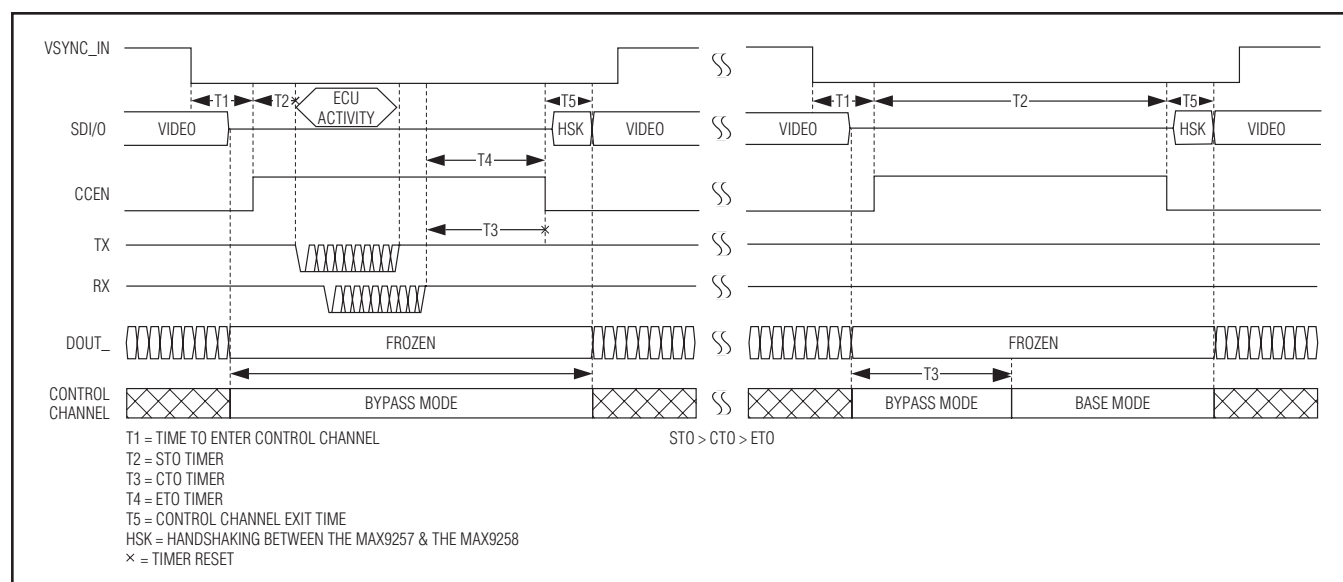 VSYNC_IN
T1 T2 ECU ACTIVITY T5 T1 T2 T5
SDI/O VIDEO HSK VIDEO VIDEO HSK VIDEO
T4
CCEN
T3
TX
RX
DOUT_ FROZEN FROZEN
T3
CONTROL CHANNEL BYPASS MODE BYPASS MODE BASE MODE
T1 = TIME TO ENTER CONTROL CHANNEL STO > CTO > ETO
T2 = STO TIMER
T3 = CTO TIMER
T4 = ETO TIMER
T5 = CONTROL CHANNEL EXIT TIME
HSK = HANDSHAKING BETWEEN THE MAX9257 & THE MAX9258
× = TIMER RESET